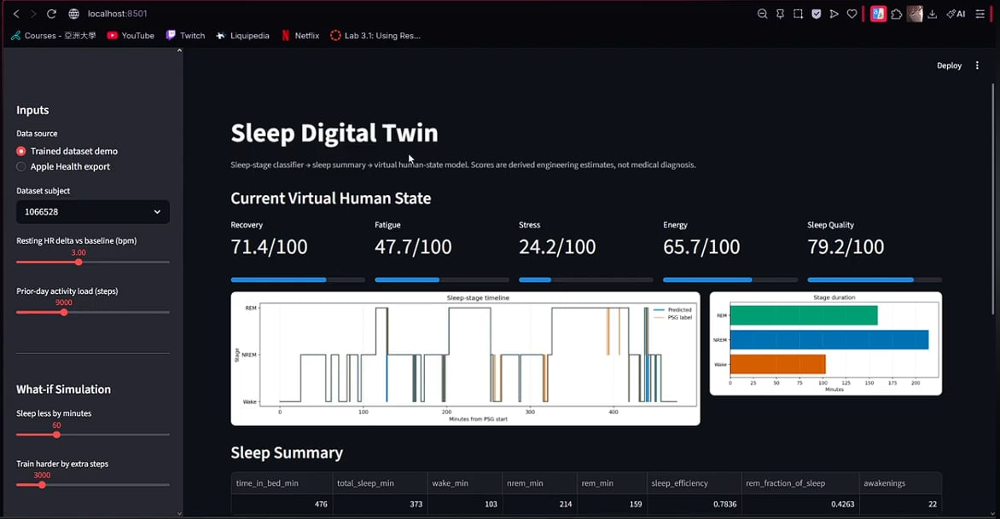 localhost:8501
AI
Courses - 亞洲大學 YouTube Twitch Liquipedia Netflix Lab 3.1: Using Res...
Deploy
Inputs
Data source
Trained dataset demo
Apple Health export
Dataset subject
1066528
Resting HR delta vs baseline (bpm)
3.00
Prior-day activity load (steps)
9000
What-if Simulation
Sleep less by minutes
60
Train harder by extra steps
3000
Sleep Digital Twin
Sleep-stage classifier → sleep summary → virtual human-state model. Scores are derived engineering estimates, not medical diagnosis.
Current Virtual Human State
Recovery Fatigue Stress Energy Sleep Quality
71.4/100 47.7/100 24.2/100 65.7/100 79.2/100
Sleep-stage timeline
REM
NREM
Wake
Stage
Predicted
PSG label
0 100 200 300 400
Minutes from PSG start
Stage duration
REM
NREM
Wake
0 25 50 75 100 125 150 175 200
Minutes
Sleep Summary
time_in_bed_min total_sleep_min wake_min nrem_min rem_min sleep_efficiency rem_fraction_of_sleep awakenings
476 373 103 214 159 0.7836 0.4263 22